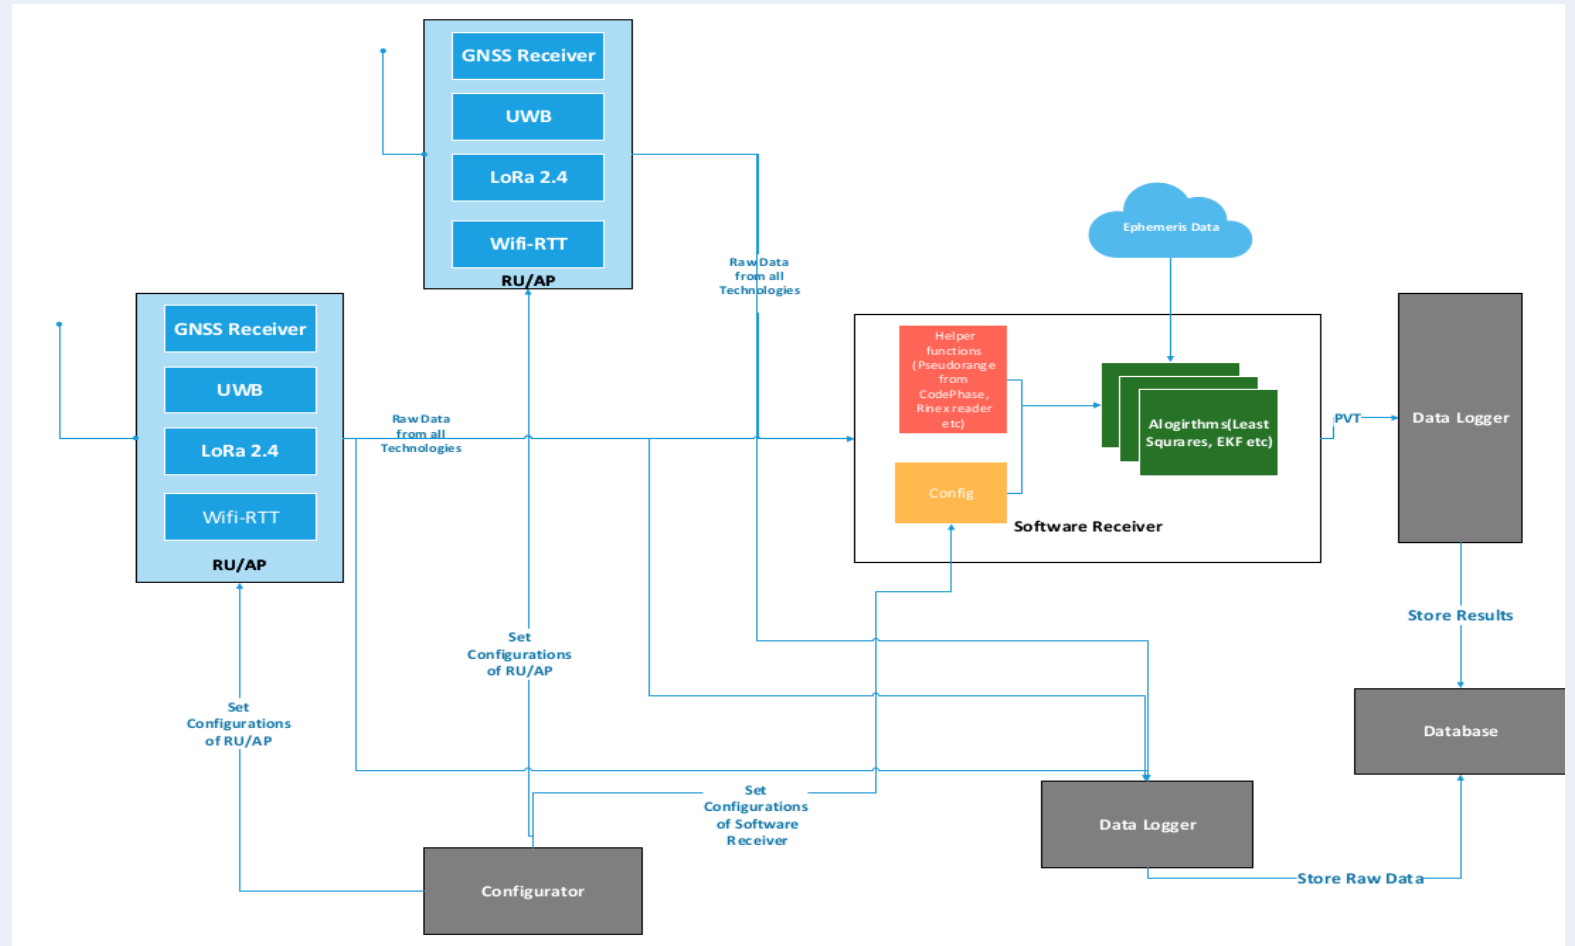 GNSS Receiver
UWB
LoRa 2.4
Wifi-RTT
RU/AP
GNSS Receiver
UWB
LoRa 2.4
Wifi-RTT
RU/AP
Raw Data
from all
Technologies
Raw Data
from all
Technologies
Ephemeris Data
Helper
functions
(Pseudorange
from
CodePhase,
Rinex reader
etc)
Config
Alogirthms(Least
Squrares, EKF etc)
Software Receiver
PVT
Data Logger
Store Results
Database
Set
Configurations
of RU/AP
Set
Configurations
of RU/AP
Set
Configurations
of Software
Receiver
Data Logger
Store Raw Data
Configurator